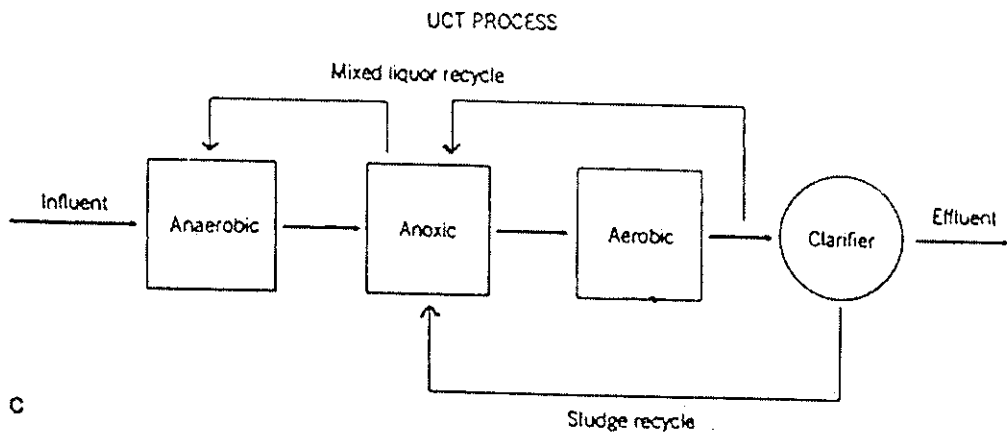 UCT PROCESS
Mixed liquor recycle
Influent
Anaerobic
Anoxic
Aerobic
Clarifier
Effluent
C
Sludge recycle